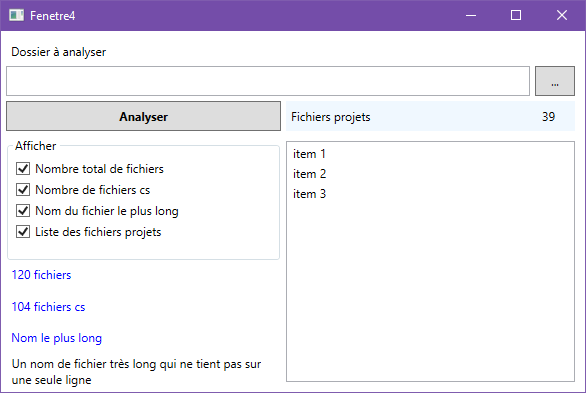 Fenetre4
Dossier à analyser
...
Analyser
Fichiers projets 39
Afficher
Nombre total de fichiers
Nombre de fichiers cs
Nom du fichier le plus long
Liste des fichiers projets
item 1
item 2
item 3
120 fichiers
104 fichiers cs
Nom le plus long
Un nom de fichier très long qui ne tient pas sur
une seule ligne